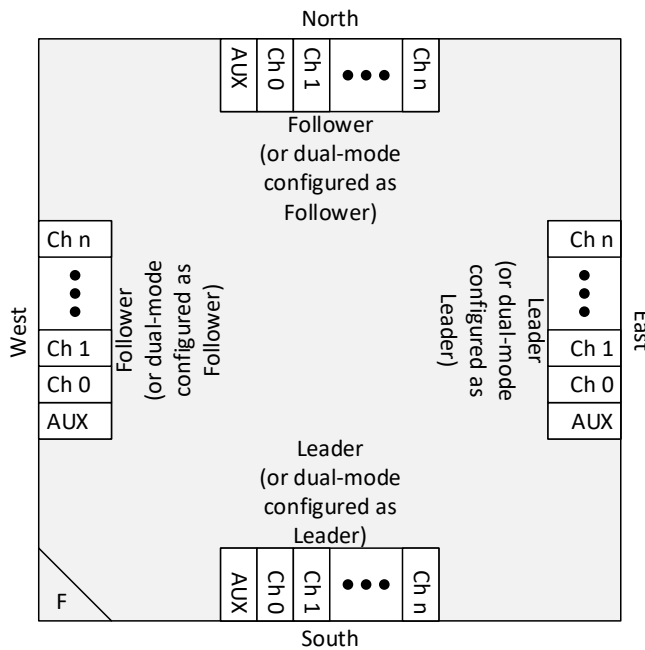 North
AUX
Ch 0
Ch 1
Ch n
Follower
(or dual-mode
configured as
Follower)
West
Ch n
Ch 1
Ch 0
AUX
Follower
(or dual-mode
configured as
Follower)
Leader
(or dual-mode
configured as
Leader)
Ch n
Ch 1
Ch 0
AUX
East
Leader
(or dual-mode
configured as
Leader)
AUX
Ch 0
Ch 1
Ch n
F
South